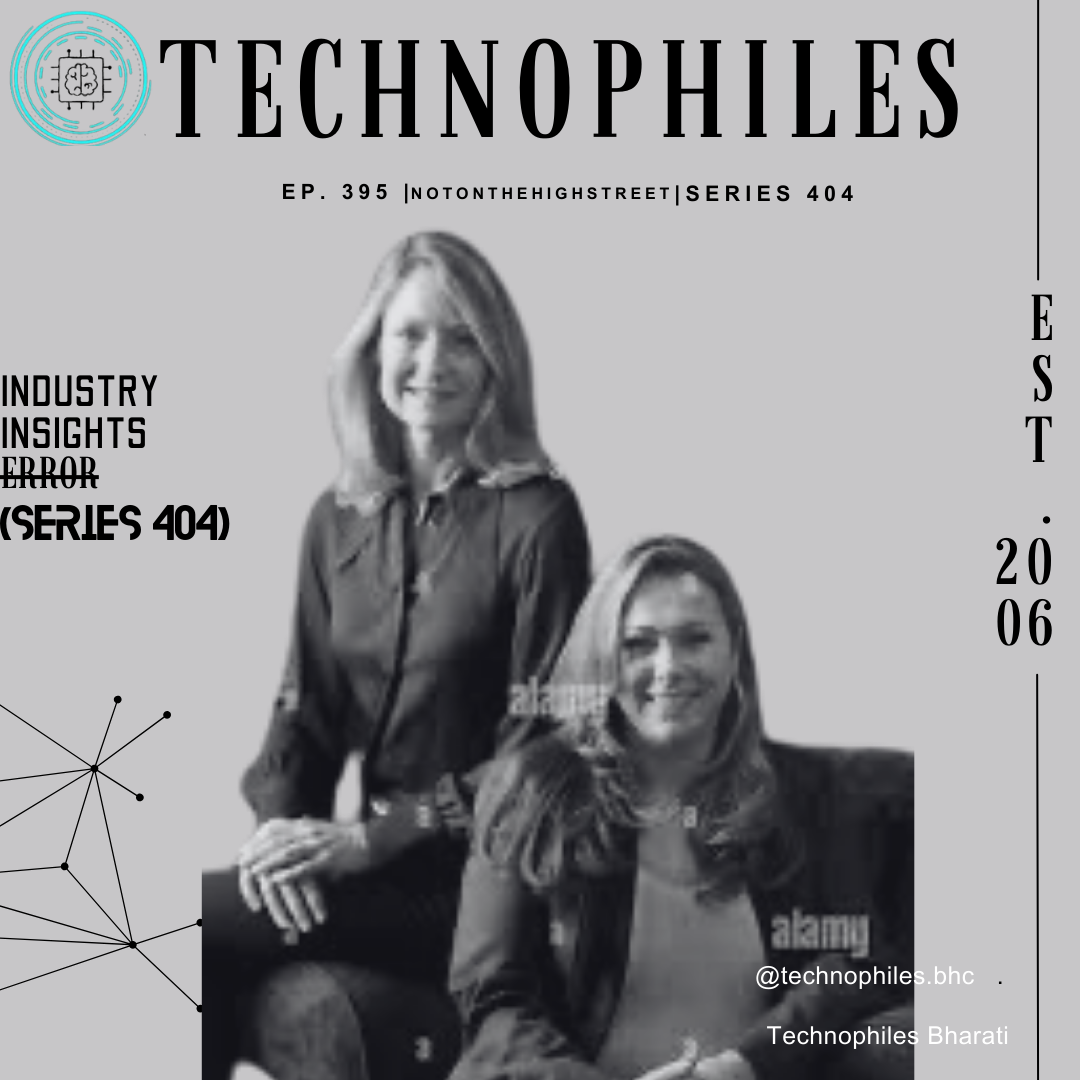 TECHNOPHILES
EP. 395 |NOTONTHEHIGHSTREET|SERIES 404
INDUSTRY
INSIGHTS
ERROR
(SERIES 404)
E
S
T
.
20
06
alamy
a
a
a
alamy
a
a
@technophiles.bhc .
Technophiles Bharati
a
a